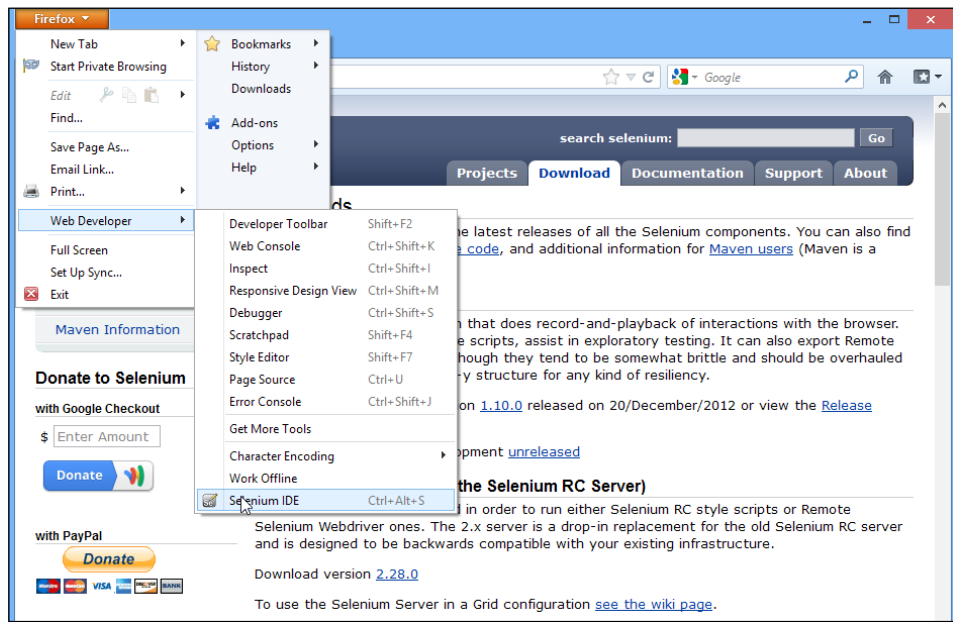 Firefox
New Tab
Start Private Browsing
Edit
Find...
Save Page As...
Email Link...
Print...
Web Developer
Full Screen
Set Up Sync...
Exit
Bookmarks
History
Downloads
Add-ons
Options
Help
Developer Toolbar Shift+F2
Web Console Ctrl+Shift+K
Inspect Ctrl+Shift+I
Responsive Design View Ctrl+Shift+M
Debugger Ctrl+Shift+S
Scratchpad Shift+F4
Style Editor Shift+F7
Page Source Ctrl+U
Error Console Ctrl+Shift+J
Get More Tools
Character Encoding
Work Offline
Selenium IDE Ctrl+Alt+S
Google
search selenium: Go
Projects Download Documentation Support About
ds
he latest releases of all the Selenium components. You can also find
e code, and additional information for Maven users (Maven is a
n that does record-and-playback of interactions with the browser.
e scripts, assist in exploratory testing. It can also export Remote
hough they tend to be somewhat brittle and should be overhauled
-y structure for any kind of resiliency.
on 1.10.0 released on 20/December/2012 or view the Release
opment unreleased
the Selenium RC Server)
d in order to run either Selenium RC style scripts or Remote
Selenium Webdriver ones. The 2.x server is a drop-in replacement for the old Selenium RC server
and is designed to be backwards compatible with your existing infrastructure.
Download version 2.28.0
To use the Selenium Server in a Grid configuration see the wiki page.
Maven Information
Donate to Selenium
with Google Checkout
$ Enter Amount
Donate
with PayPal
Donate
VISA
BANK